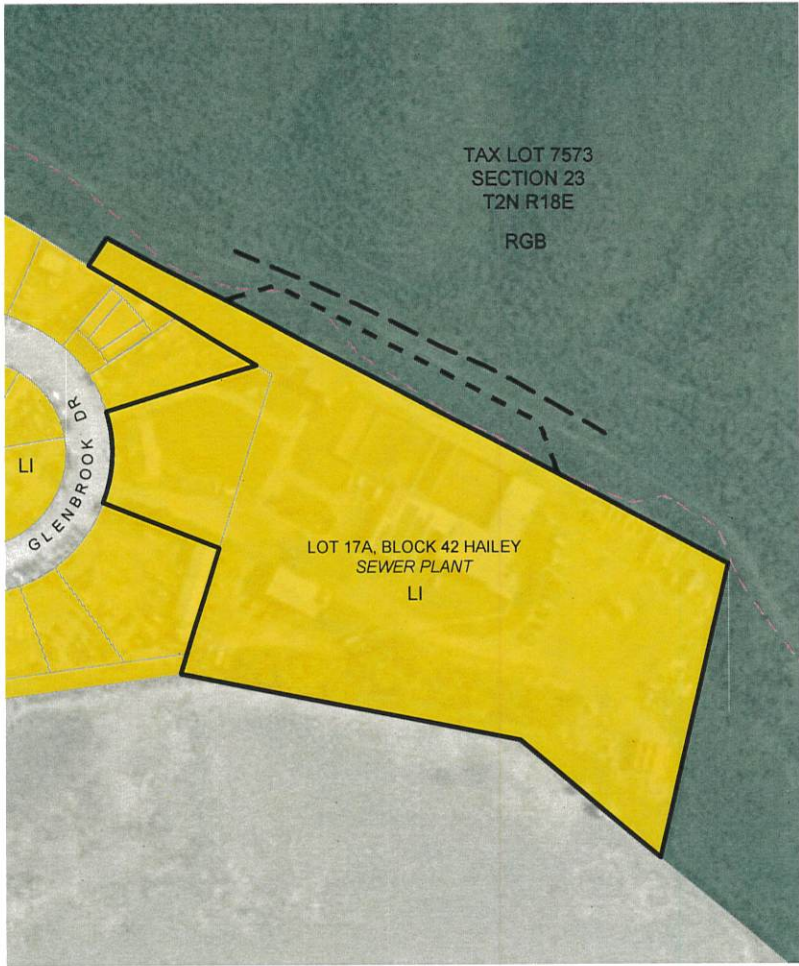 TAX LOT 7573
SECTION 23
T2N R18E
RGB
GLENBROOK DR
LI
LOT 17A, BLOCK 42 HAILEY
SEWER PLANT
LI